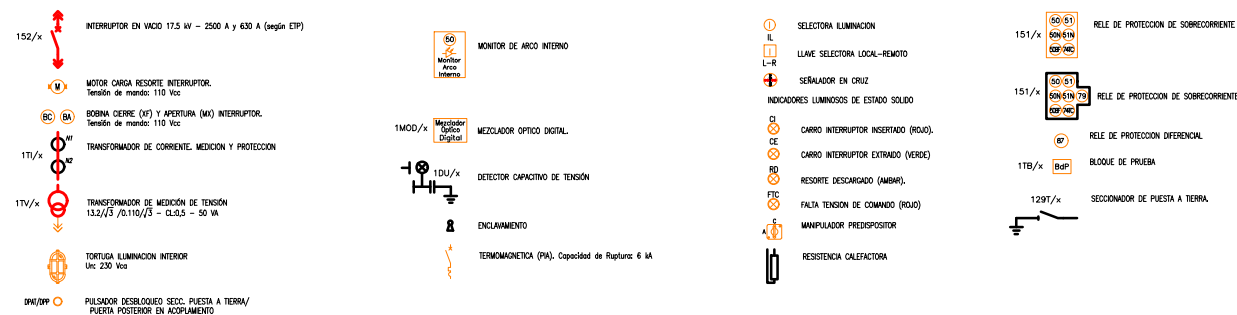 152/x
INTERRUPTOR EN VACIO 17.5 kV – 2500 A y 630 A (según ETP)
M
MOTOR CARGA RESORTE INTERRUPTOR.
Tensión de mando: 110 Vcc
BC BA
BOBINA CIERRE (XF) Y APERTURA (MX) INTERRUPTOR.
Tensión de mando: 110 Vcc
1TI/x
N1
N2
TRANSFORMADOR DE CORRIENTE. MEDICION Y PROTECCION
1TV/x
TRANSFORMADOR DE MEDICIÓN DE TENSIÓN
13.2/√3 /0.110/√3 – CL:0,5 – 50 VA
TORTUGA ILUMINACION INTERIOR
Un: 230 Vca
DPAT/DPP
PULSADOR DESBLOQUEO SECC. PUESTA A TIERRA/
PUERTA POSTERIOR EN ACOPLAMIENTO
50
Monitor
Arco
Interno
MONITOR DE ARCO INTERNO
1MOD/x
Mezclador
Optico
Digital
MEZCLADOR OPTICO DIGITAL.
1DU/x
DETECTOR CAPACITIVO DE TENSIÓN
ENCLAVAMIENTO
TERMOMAGNETICA (PIA). Capacidad de Ruptura: 6 kA
IL
SELECTORA ILUMINACION
L-R
LLAVE SELECTORA LOCAL-REMOTO
SEÑALADOR EN CRUZ
INDICADORES LUMINOSOS DE ESTADO SOLIDO
CI
CARRO INTERRUPTOR INSERTADO (ROJO).
CE
CARRO INTERRUPTOR EXTRAIDO (VERDE)
RD
RESORTE DESCARGADO (AMBAR).
FTC
FALTA TENSION DE COMANDO (ROJO)
C
A
MANIPULADOR PREDISPOSITOR
RESISTENCIA CALEFACTORA
151/x
50 51
50N 51N
50BF 74TC
RELE DE PROTECCION DE SOBRECORRIENTE
151/x
50 51
50N 51N 79
50BF 74TC
RELE DE PROTECCION DE SOBRECORRIENTE
87
RELE DE PROTECCION DIFERENCIAL
1TB/x
BdP
BLOQUE DE PRUEBA
129T/x
SECCIONADOR DE PUESTA A TIERRA.